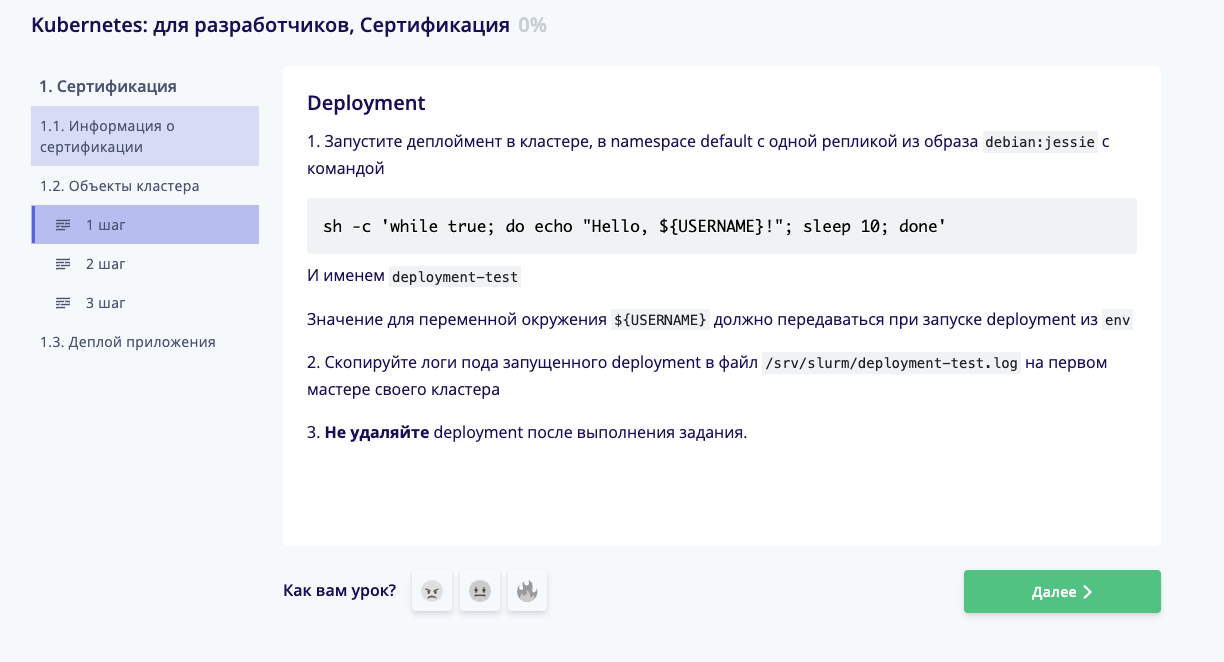 Kubernetes: для разработчиков, Сертификация 0%
1. Сертификация
1.1. Информация о
сертификации
1.2. Объекты кластера
1 шаг
2 шаг
3 шаг
1.3. Деплой приложения
Deployment
1. Запустите деплоймент в кластере, в namespace default с одной репликой из образа debian:jessie с
командой
sh -c 'while true; do echo "Hello, ${USERNAME}!"; sleep 10; done'
И именем deployment-test
Значение для переменной окружения ${USERNAME} должно передаваться при запуске deployment из env
2. Скопируйте логи пода запущенного deployment в файл /srv/slurm/deployment-test.log на первом
мастере своего кластера
3. Не удаляйте deployment после выполнения задания.
Как вам урок?
Далее